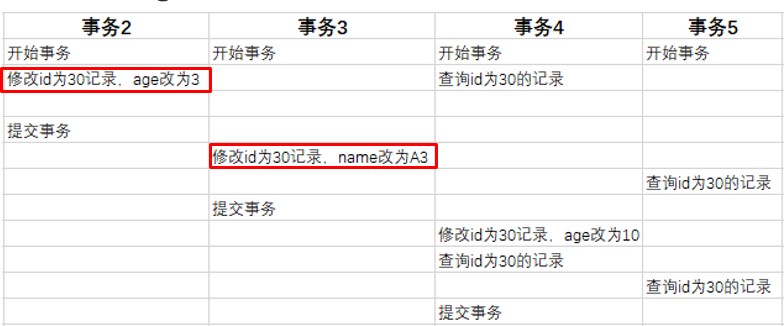 事务2 事务3 事务4 事务5
开始事务 开始事务 开始事务 开始事务
修改id为30记录，age改为3 查询id为30的记录
提交事务
修改id为30记录，name改为A3
查询id为30的记录
提交事务
修改id为30记录，age改为10
查询id为30的记录
查询id为30的记录
提交事务